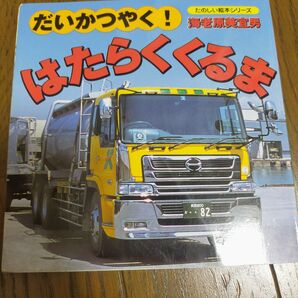 だいかつやく！
たのしい絵本シリーズ
海老原美宜男
はたらくくるま
82